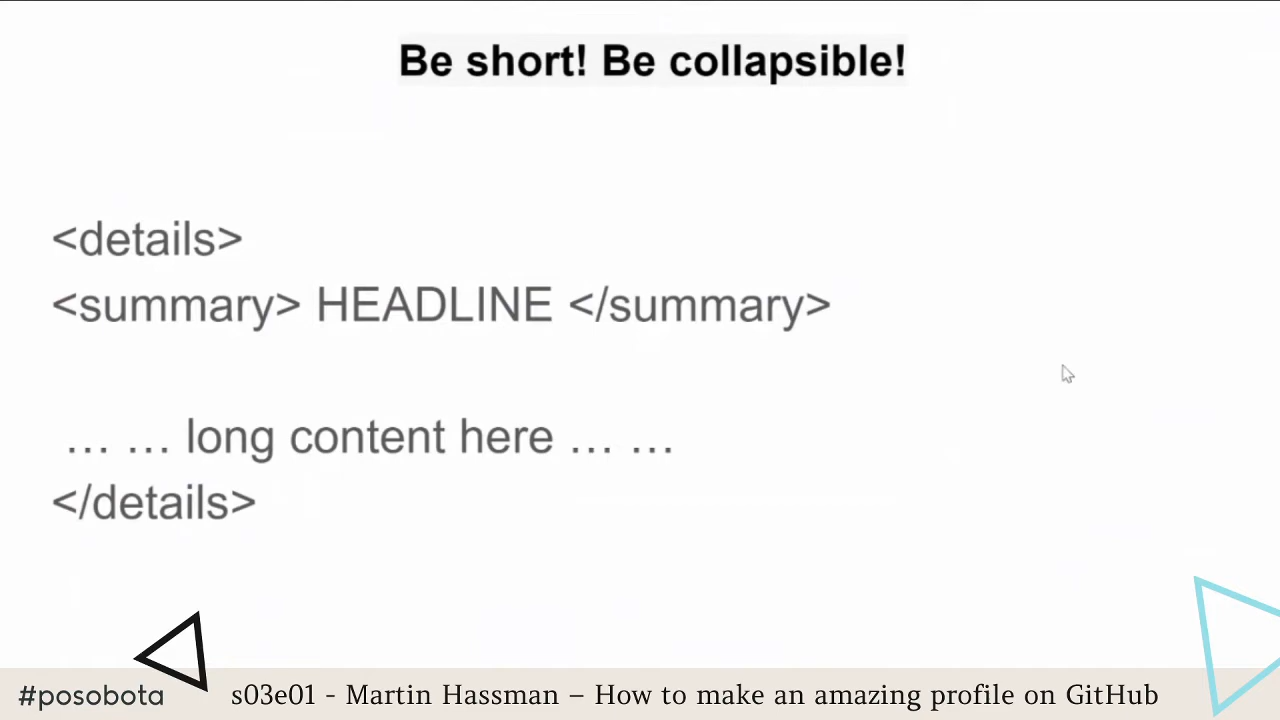 Be short! Be collapsible!
<details>
<summary> HEADLINE </summary>
… … long content here … …
</details>
#posobota
s03e01 - Martin Hassman – How to make an amazing profile on GitHub